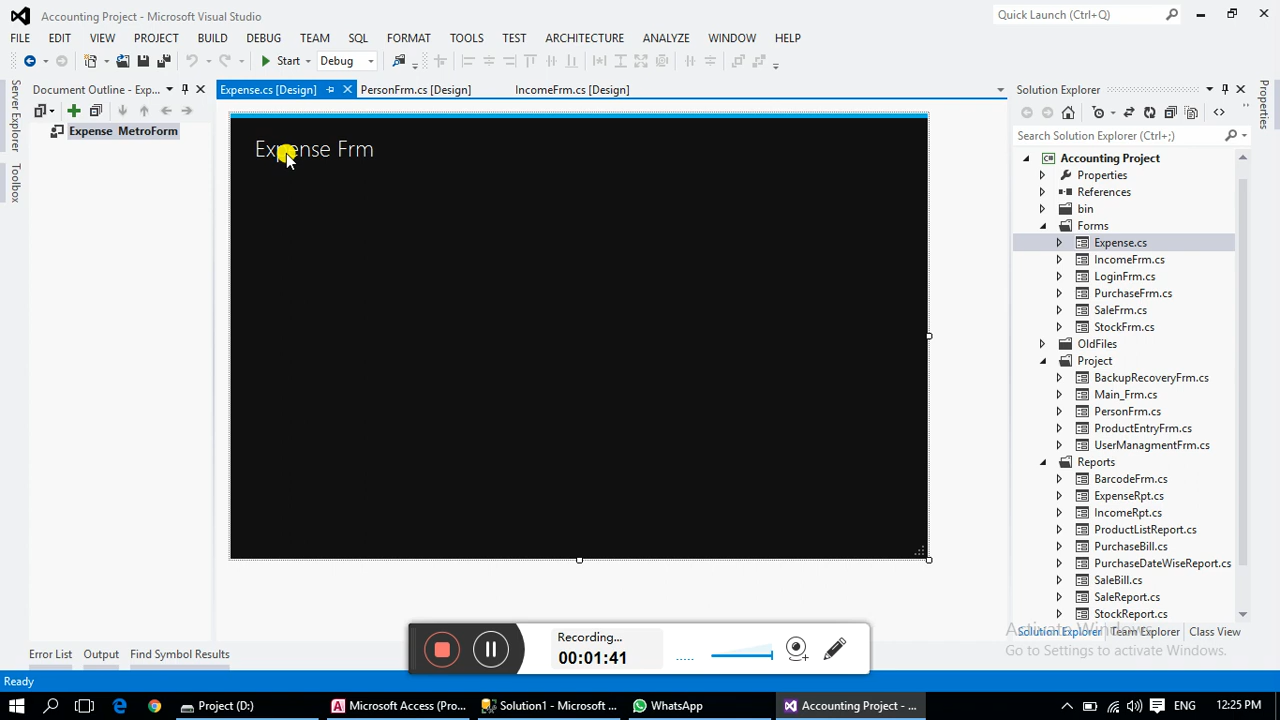 Accounting Project - Microsoft Visual Studio
Quick Launch (Ctrl+Q)
FILE EDIT VIEW PROJECT BUILD DEBUG TEAM SQL FORMAT TOOLS TEST ARCHITECTURE ANALYZE WINDOW HELP
Start Debug
Server Explorer
Toolbox
Document Outline - Exp...
Expense MetroForm
Expense.cs [Design] PersonFrm.cs [Design] IncomeFrm.cs [Design]
Expense Frm
Solution Explorer
Properties
Search Solution Explorer (Ctrl+;)
Accounting Project
Properties
References
bin
Forms
Expense.cs
IncomeFrm.cs
LoginFrm.cs
PurchaseFrm.cs
SaleFrm.cs
StockFrm.cs
OldFiles
Project
BackupRecoveryFrm.cs
Main_Frm.cs
PersonFrm.cs
ProductEntryFrm.cs
UserManagmentFrm.cs
Reports
BarcodeFrm.cs
ExpenseRpt.cs
IncomeRpt.cs
ProductListReport.cs
PurchaseBill.cs
PurchaseDateWiseReport.cs
SaleBill.cs
SaleReport.cs
StockReport.cs
Solution Explorer Team Explorer Class View
Activate Windows
Go to Settings to activate Windows.
Recording...
00:01:41
Error List Output Find Symbol Results
Ready
Project (D:) Microsoft Access (Pro... Solution1 - Microsoft ... WhatsApp Accounting Project - ... ENG 12:25 PM